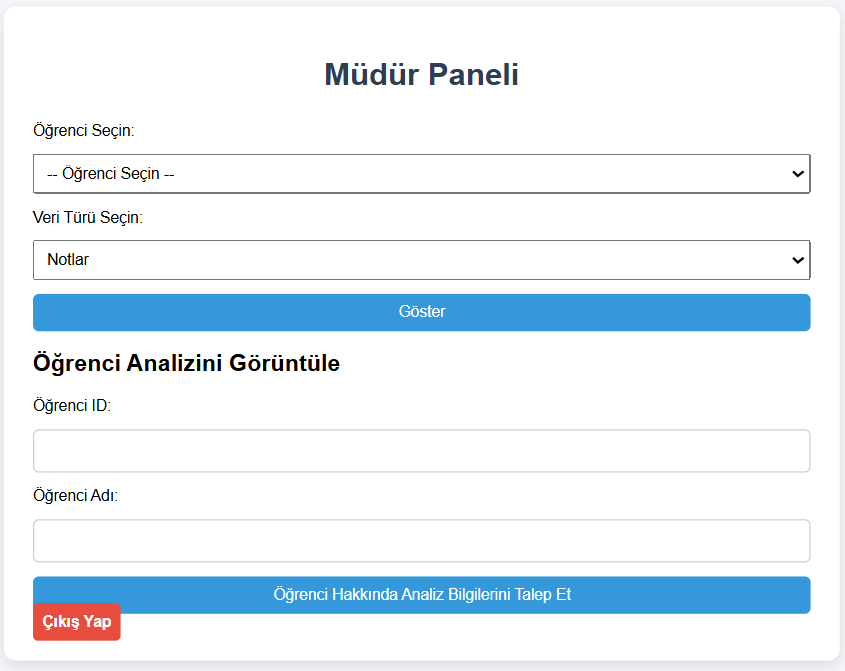 Müdür Paneli
Öğrenci Seçin:
-- Öğrenci Seçin --
Veri Türü Seçin:
Notlar
Göster
Öğrenci Analizini Görüntüle
Öğrenci ID:
Öğrenci Adı:
Öğrenci Hakkında Analiz Bilgilerini Talep Et
Çıkış Yap